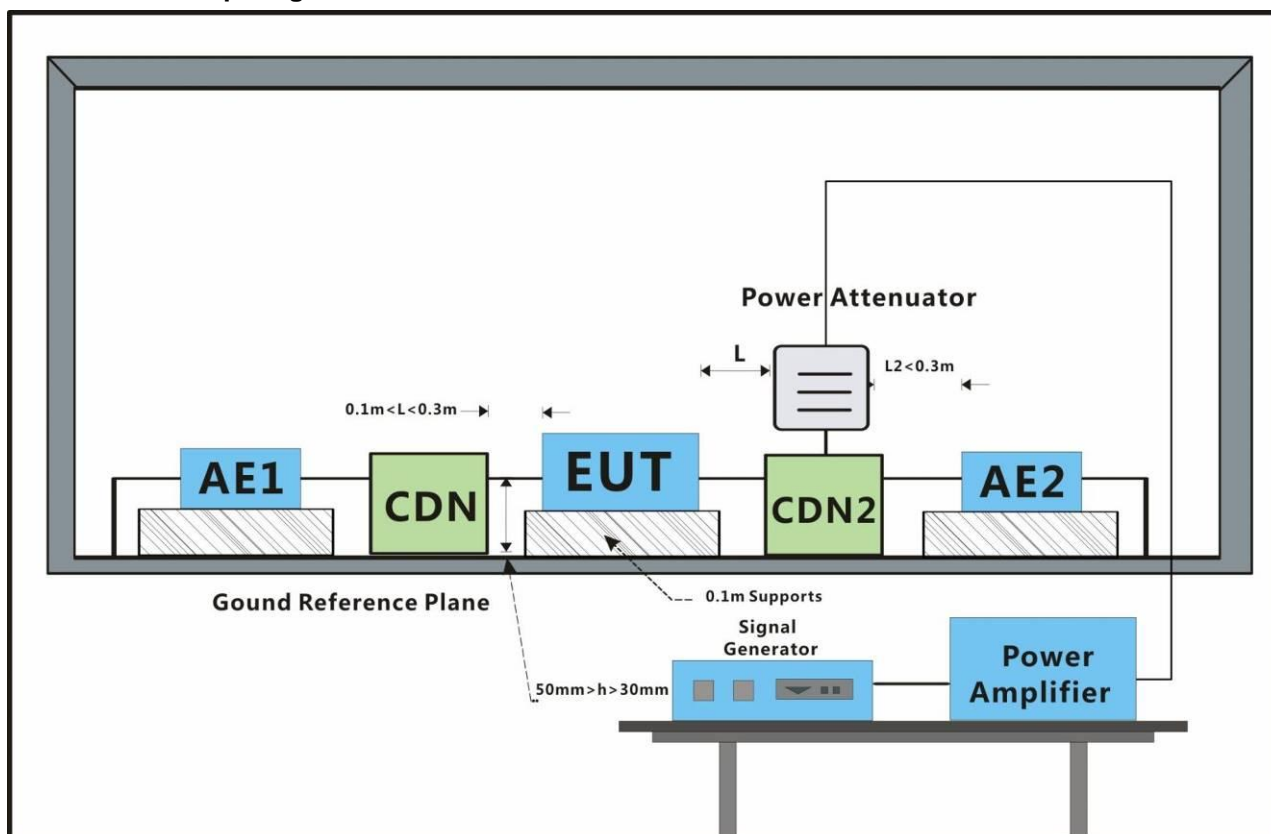 Power Attenuator
L
L2<0.3m
0.1m<L<0.3m
AE1
CDN
EUT
CDN2
AE2
Gound Reference Plane
0.1m Supports
Signal
Generator
50mm>h>30mm
Power
Amplifier